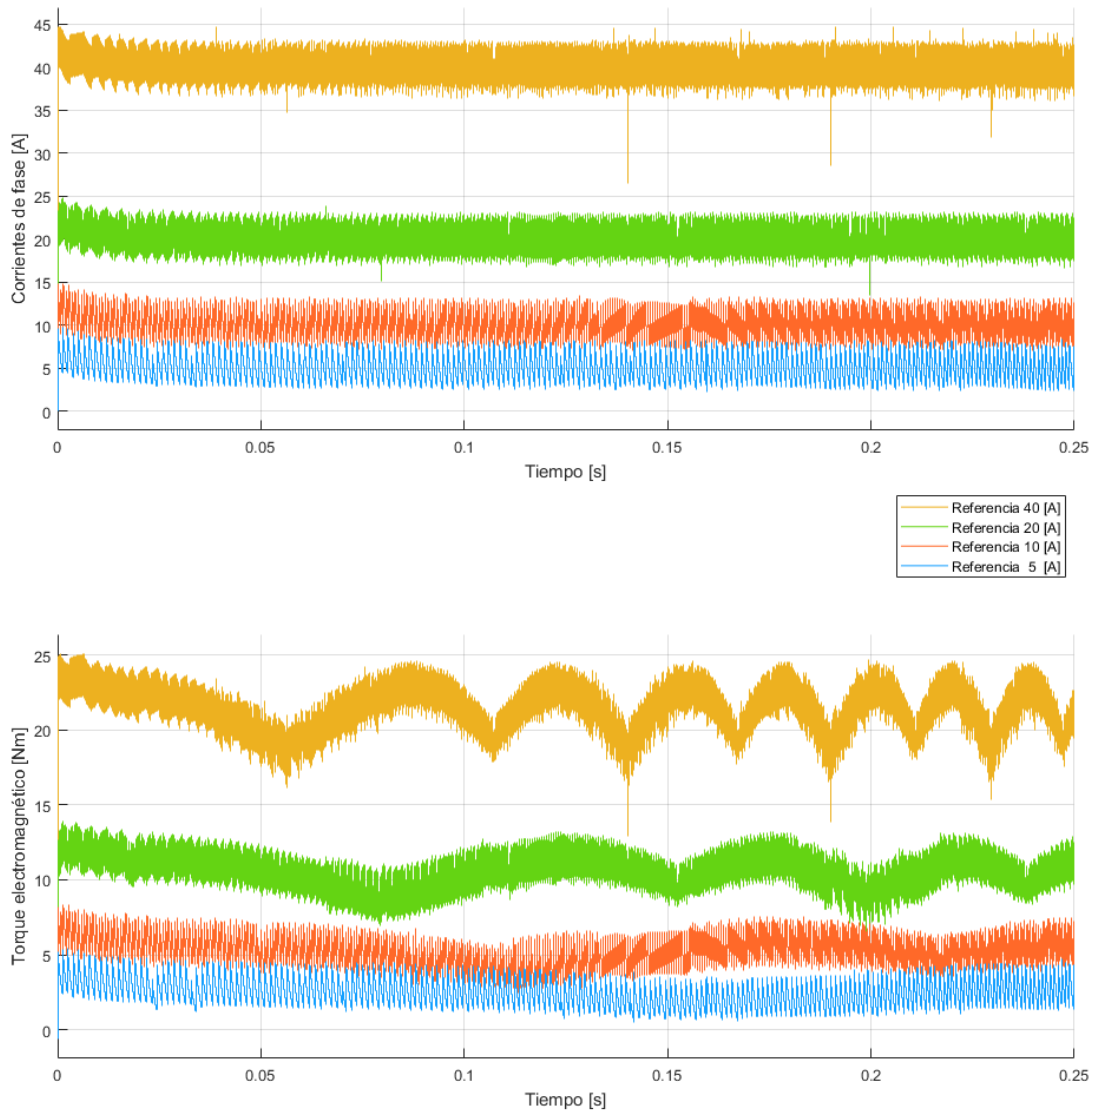 45
40
35
30
25
20
15
10
5
0
Corrientes de fase [A]
0 0.05 0.1 0.15 0.2 0.25
Tiempo [s]
Referencia 40 [A]
Referencia 20 [A]
Referencia 10 [A]
Referencia 5 [A]
25
20
15
10
5
0
Torque electromagnético [Nm]
0 0.05 0.1 0.15 0.2 0.25
Tiempo [s]